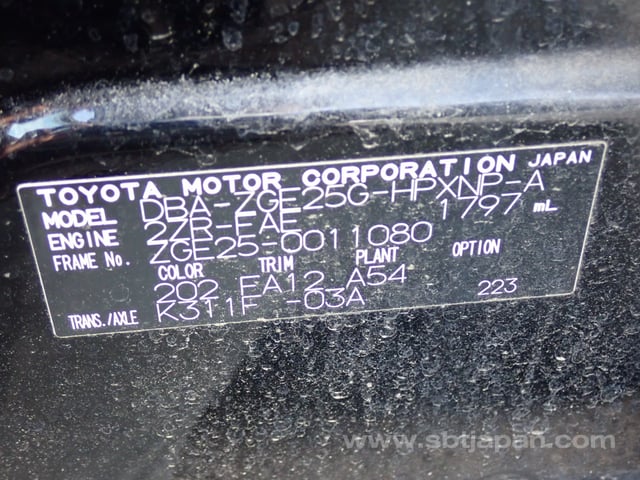 TOYOTA MOTOR CORPORATION JAPAN
MODEL DBA-ZGE25G-HPXNP-A
ENGINE 2ZR-FAE 1797 mL
FRAME No. ZGE25-0011080
COLOR TRIM PLANT OPTION
202 FA12 A54
TRANS./AXLE K311F -03A 223
www.sbtjapan.com